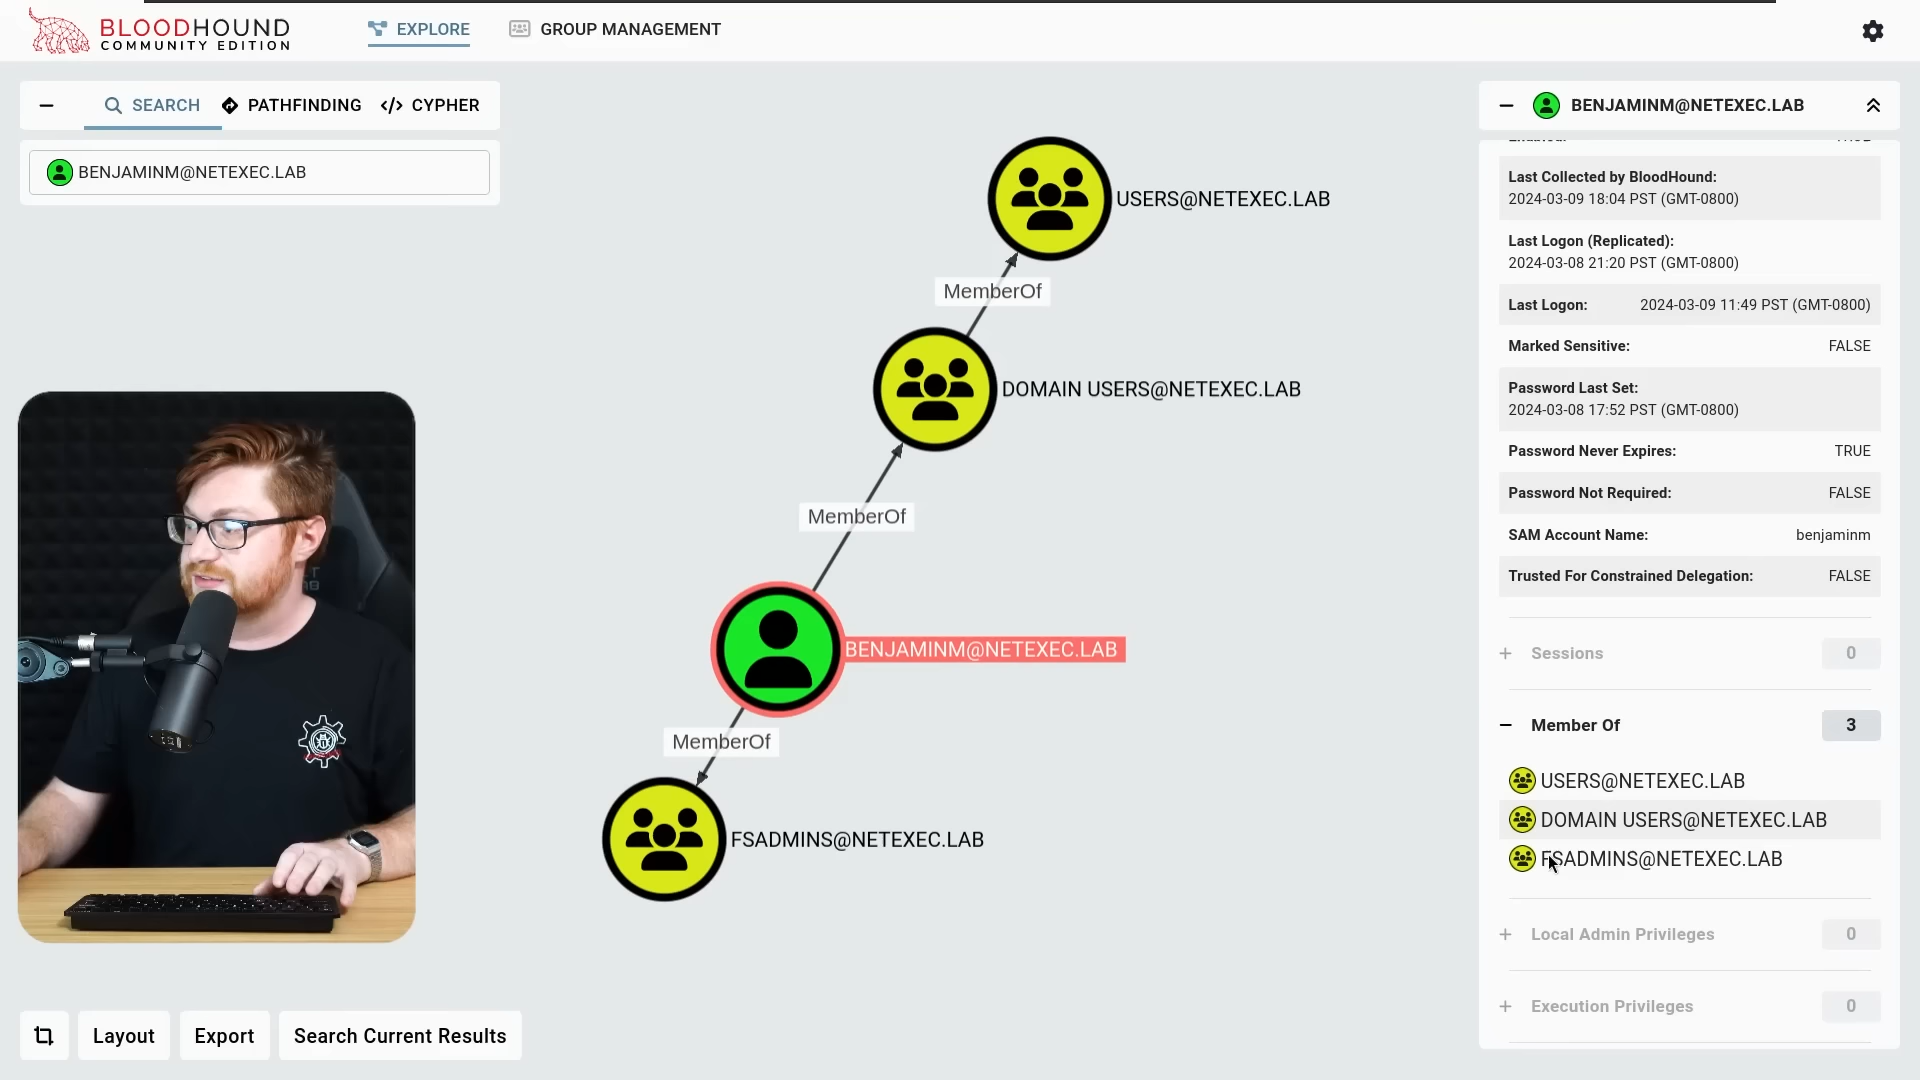 BLOODHOUND
COMMUNITY EDITION
EXPLORE
GROUP MANAGEMENT
SEARCH
PATHFINDING
</> CYPHER
BENJAMINM@NETEXEC.LAB
USERS@NETEXEC.LAB
MemberOf
DOMAIN USERS@NETEXEC.LAB
MemberOf
BENJAMINM@NETEXEC.LAB
MemberOf
FSADMINS@NETEXEC.LAB
Layout
Export
Search Current Results
BENJAMINM@NETEXEC.LAB
Last Collected by BloodHound:
2024-03-09 18:04 PST (GMT-0800)
Last Logon (Replicated):
2024-03-08 21:20 PST (GMT-0800)
Last Logon: 2024-03-09 11:49 PST (GMT-0800)
Marked Sensitive: FALSE
Password Last Set:
2024-03-08 17:52 PST (GMT-0800)
Password Never Expires: TRUE
Password Not Required: FALSE
SAM Account Name: benjaminm
Trusted For Constrained Delegation: FALSE
+ Sessions 0
− Member Of 3
USERS@NETEXEC.LAB
DOMAIN USERS@NETEXEC.LAB
FSADMINS@NETEXEC.LAB
+ Local Admin Privileges 0
+ Execution Privileges 0